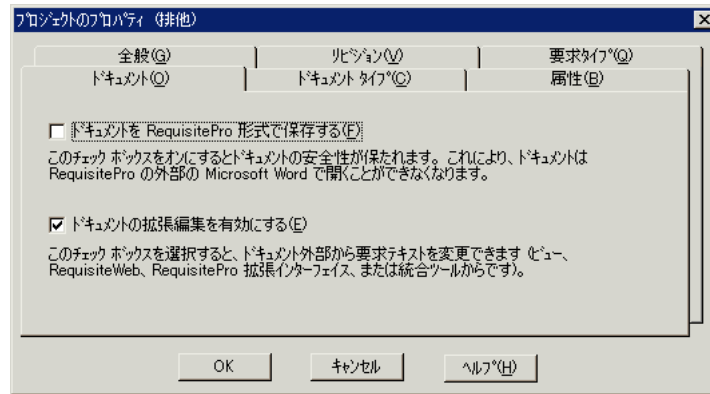 プロジェクトのプロパティ (排他)
全般(G)
リビジョン(V)
要求タイプ(Q)
ドキュメント(O)
ドキュメント タイプ(C)
属性(B)
ドキュメントを RequisitePro 形式で保存する(F)
このチェック ボックスをオンにするとドキュメントの安全性が保たれます。これにより、ドキュメントは
RequisitePro の外部の Microsoft Word で開くことができなくなります。
ドキュメントの拡張編集を有効にする(E)
このチェック ボックスを選択すると、ドキュメント外部から要求テキストを変更できます (ビュー、
RequisiteWeb、RequisitePro 拡張インターフェイス、または統合ツールからです)。
OK
キャンセル
ヘルプ(H)